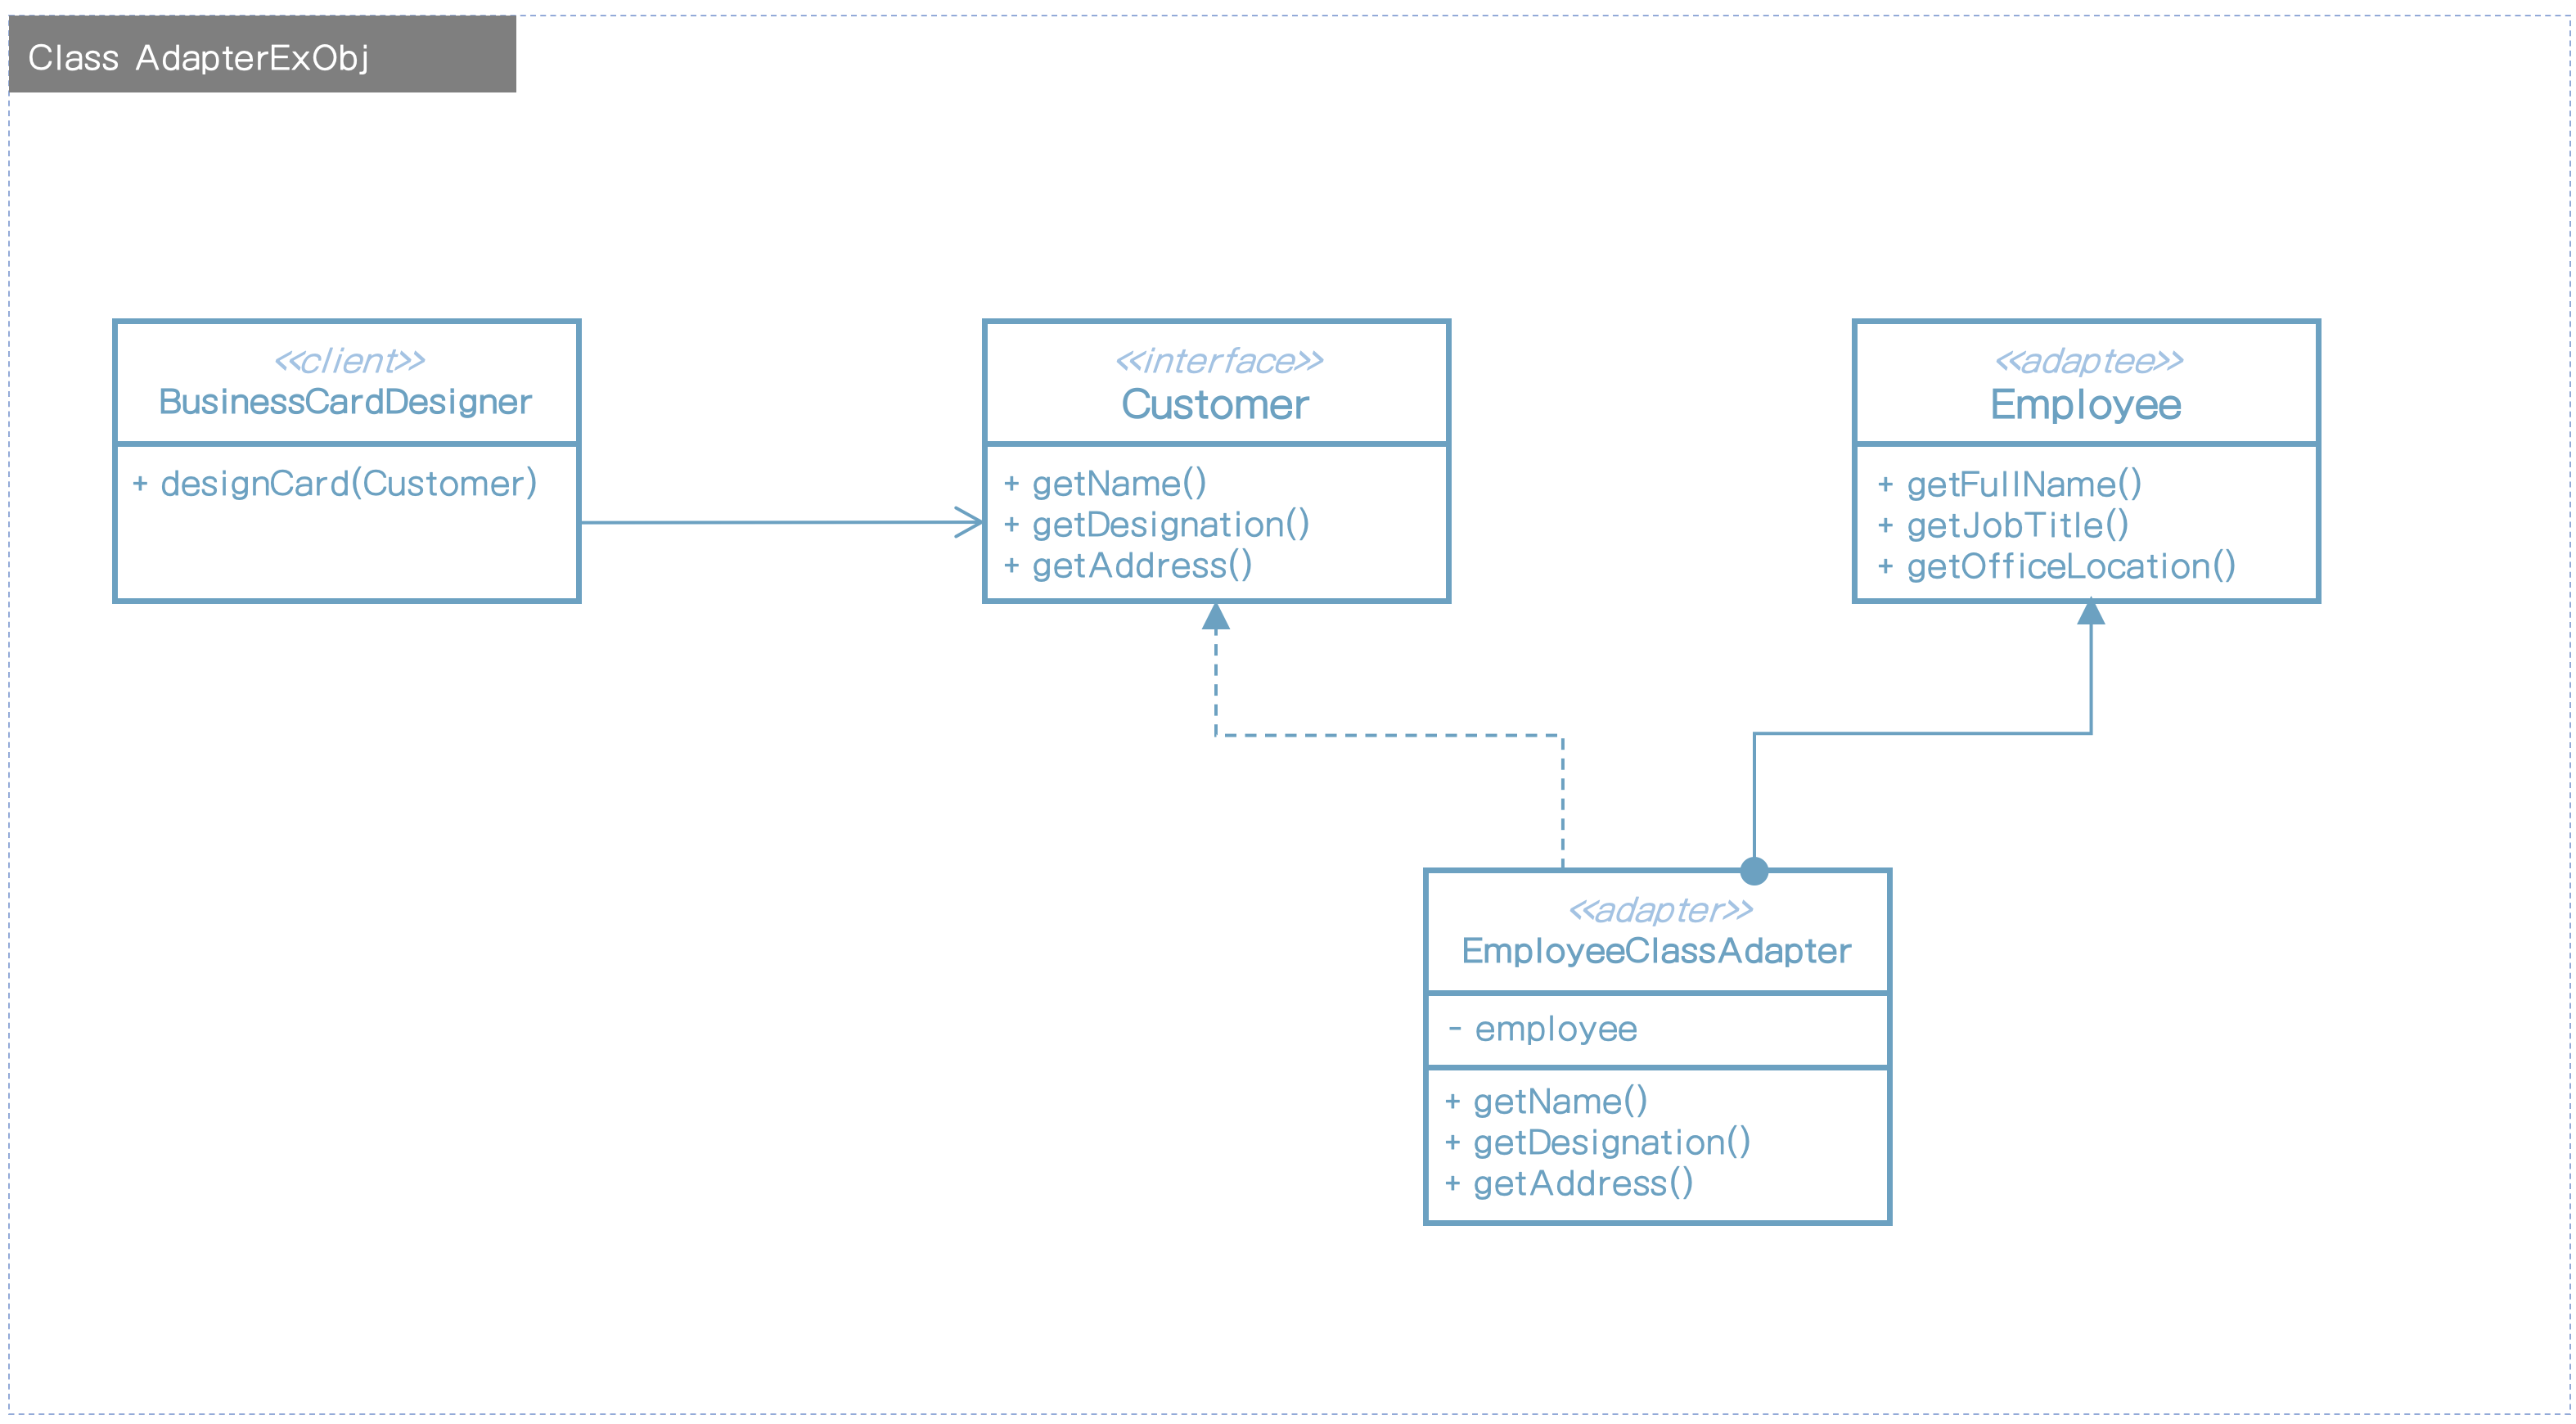 Class AdapterExObj
<<client>>
BusinessCardDesigner
+ designCard(Customer)
<<interface>>
Customer
+ getName()
+ getDesignation()
+ getAddress()
<<adaptee>>
Employee
+ getFullName()
+ getJobTitle()
+ getOfficeLocation()
<<adapter>>
EmployeeClassAdapter
- employee
+ getName()
+ getDesignation()
+ getAddress()